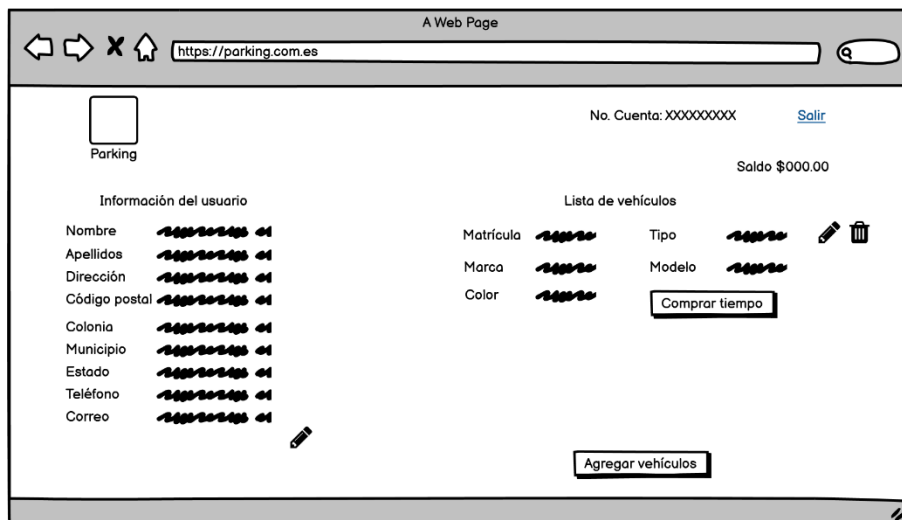 A Web Page
https://parking.com.es
No. Cuenta: XXXXXXXXX
Salir
Parking
Saldo $000.00
Información del usuario
Nombre
Apellidos
Dirección
Código postal
Colonia
Municipio
Estado
Teléfono
Correo
Lista de vehículos
Matrícula
Tipo
Marca
Modelo
Color
Comprar tiempo
Agregar vehículos